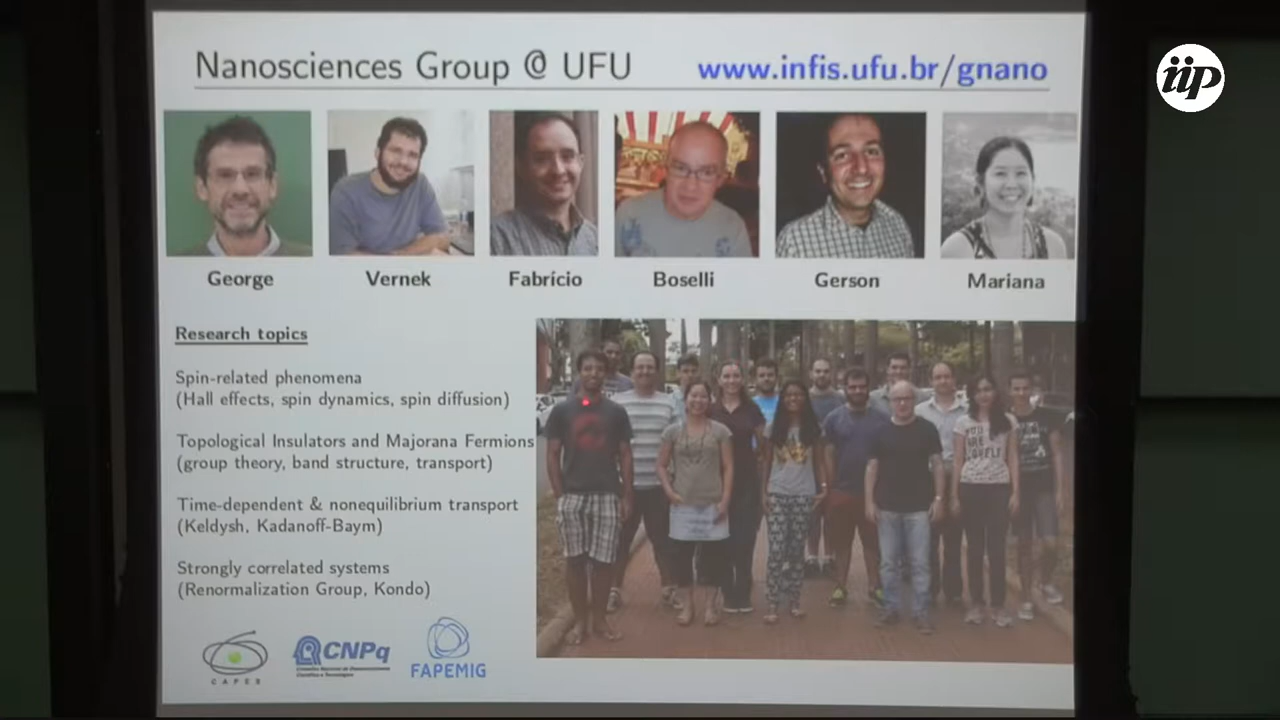 Nanosciences Group @ UFU
www.infis.ufu.br/gnano
iip
George
Vernek
Fabrício
Boselli
Gerson
Mariana
Research topics
Spin-related phenomena
(Hall effects, spin dynamics, spin diffusion)
Topological Insulators and Majorana Fermions
(group theory, band structure, transport)
Time-dependent & nonequilibrium transport
(Keldysh, Kadanoff-Baym)
Strongly correlated systems
(Renormalization Group, Kondo)
CAPES
CNPq
FAPEMIG